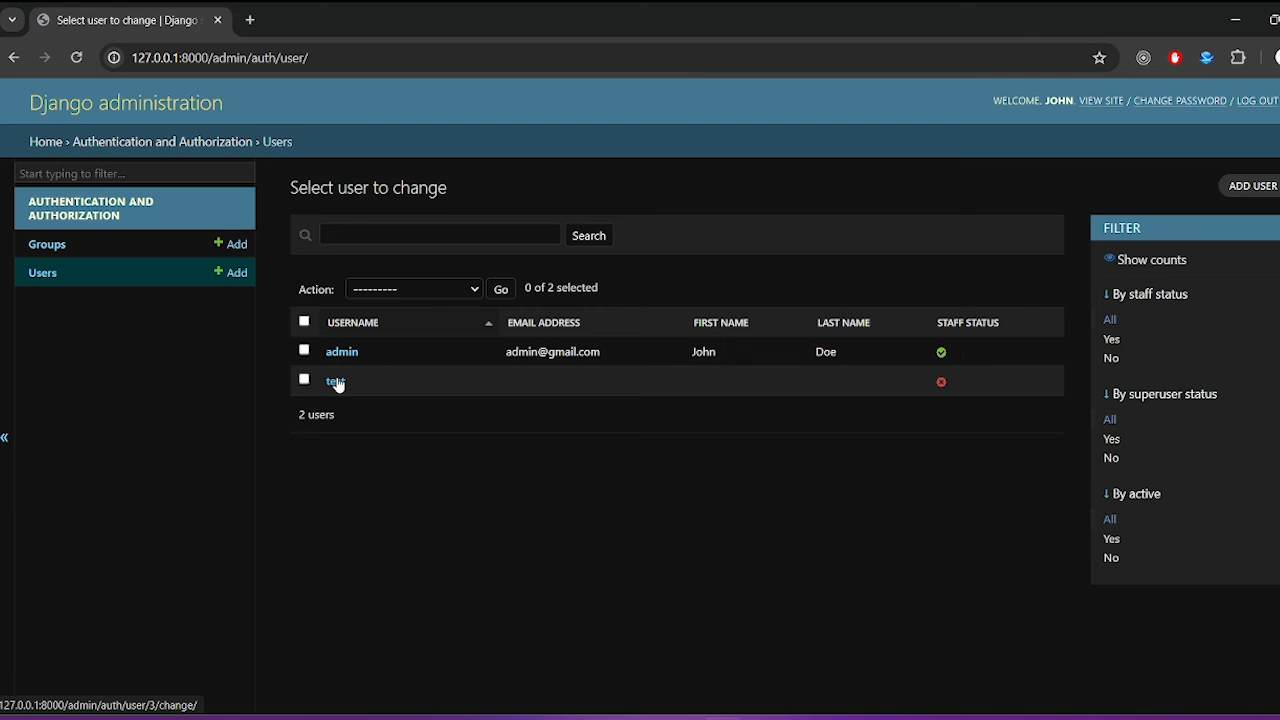 Select user to change | Django
127.0.0.1:8000/admin/auth/user/
Django administration
WELCOME, JOHN. VIEW SITE / CHANGE PASSWORD / LOG OUT
Home › Authentication and Authorization › Users
Start typing to filter...
AUTHENTICATION AND
AUTHORIZATION
Groups + Add
Users + Add
«
Select user to change
ADD USER
Search
Action: --------- Go 0 of 2 selected
USERNAME EMAIL ADDRESS FIRST NAME LAST NAME STAFF STATUS
admin admin@gmail.com John Doe
test
2 users
FILTER
Show counts
↓ By staff status
All
Yes
No
↓ By superuser status
All
Yes
No
↓ By active
All
Yes
No
127.0.0.1:8000/admin/auth/user/3/change/